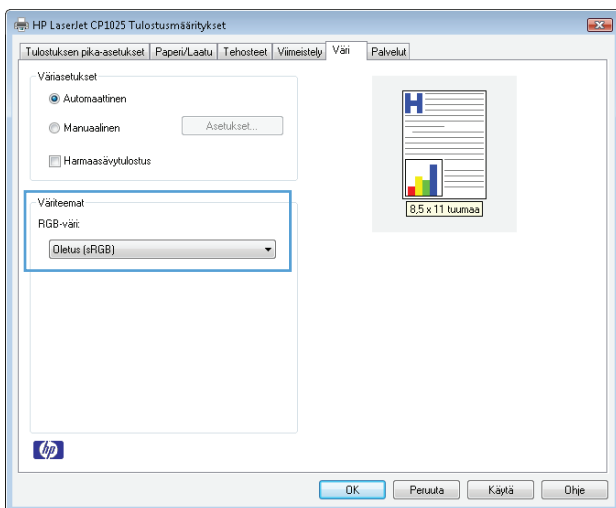 HP LaserJet CP1025 Tulostusmääritykset
Tulostuksen pika-asetukset Paperi/Laatu Tehosteet Viimeistely Väri Palvelut
Väriasetukset
Automaattinen
Manuaalinen Asetukset...
Harmaasävytulostus
Väriteemat
RGB-väri:
Oletus (sRGB)
H
8,5 x 11 tuumaa
hp
OK Peruuta Käytä Ohje